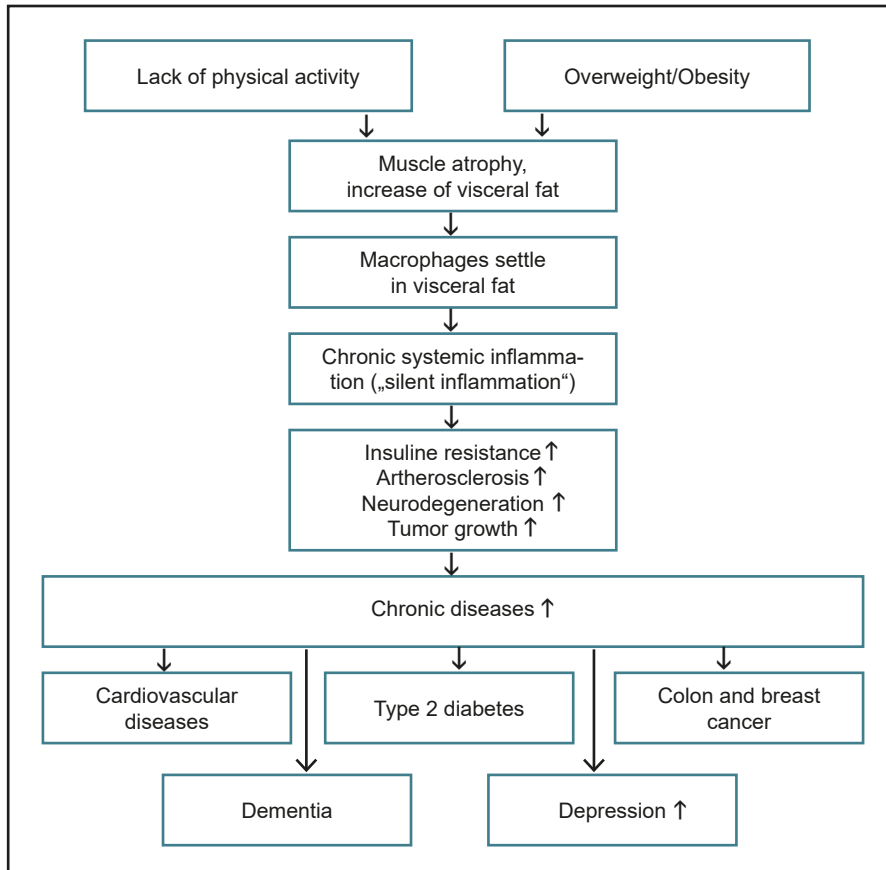 Lack of physical activity
Overweight/Obesity
Muscle atrophy,
increase of visceral fat
Macrophages settle
in visceral fat
Chronic systemic inflamma-
tion („silent inflammation“)
Insuline resistance ↑
Artherosclerosis ↑
Neurodegeneration ↑
Tumor growth ↑
Chronic diseases ↑
Cardiovascular
diseases
Type 2 diabetes
Colon and breast
cancer
Dementia
Depression ↑